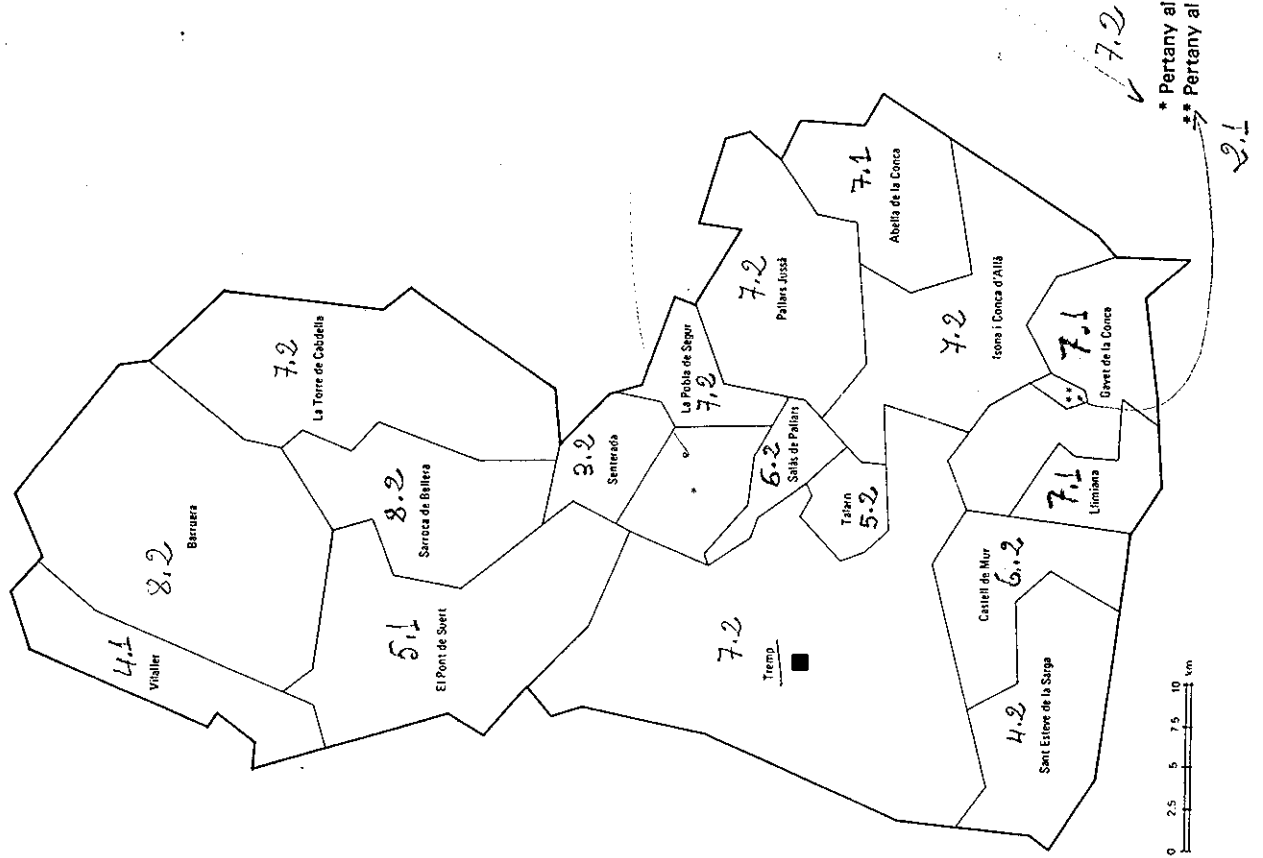 4.1
Vilaller
8.2
Barruera
7.2
La Torre de Cabdella
8.2
Sarroca de Bellera
5.1
El Pont de Suert
3.2
Senterada
La Pobla de Segur
7.2
7.2
Pallars Jussà
*
6.2
Salàs de Pallars
7.1
Abella de la Conca
Talarn
5.2
7.2
Tremp
7.2
Isona i Conca d'Allà
**
7.1
Gavet de la Conca
7.1
Llimiana
Castell de Mur
6.2
4.2
Sant Esteve de la Sarga
0 2.5 5 7.5 10 km
7.2
* Pertany al
** Pertany al
2.1